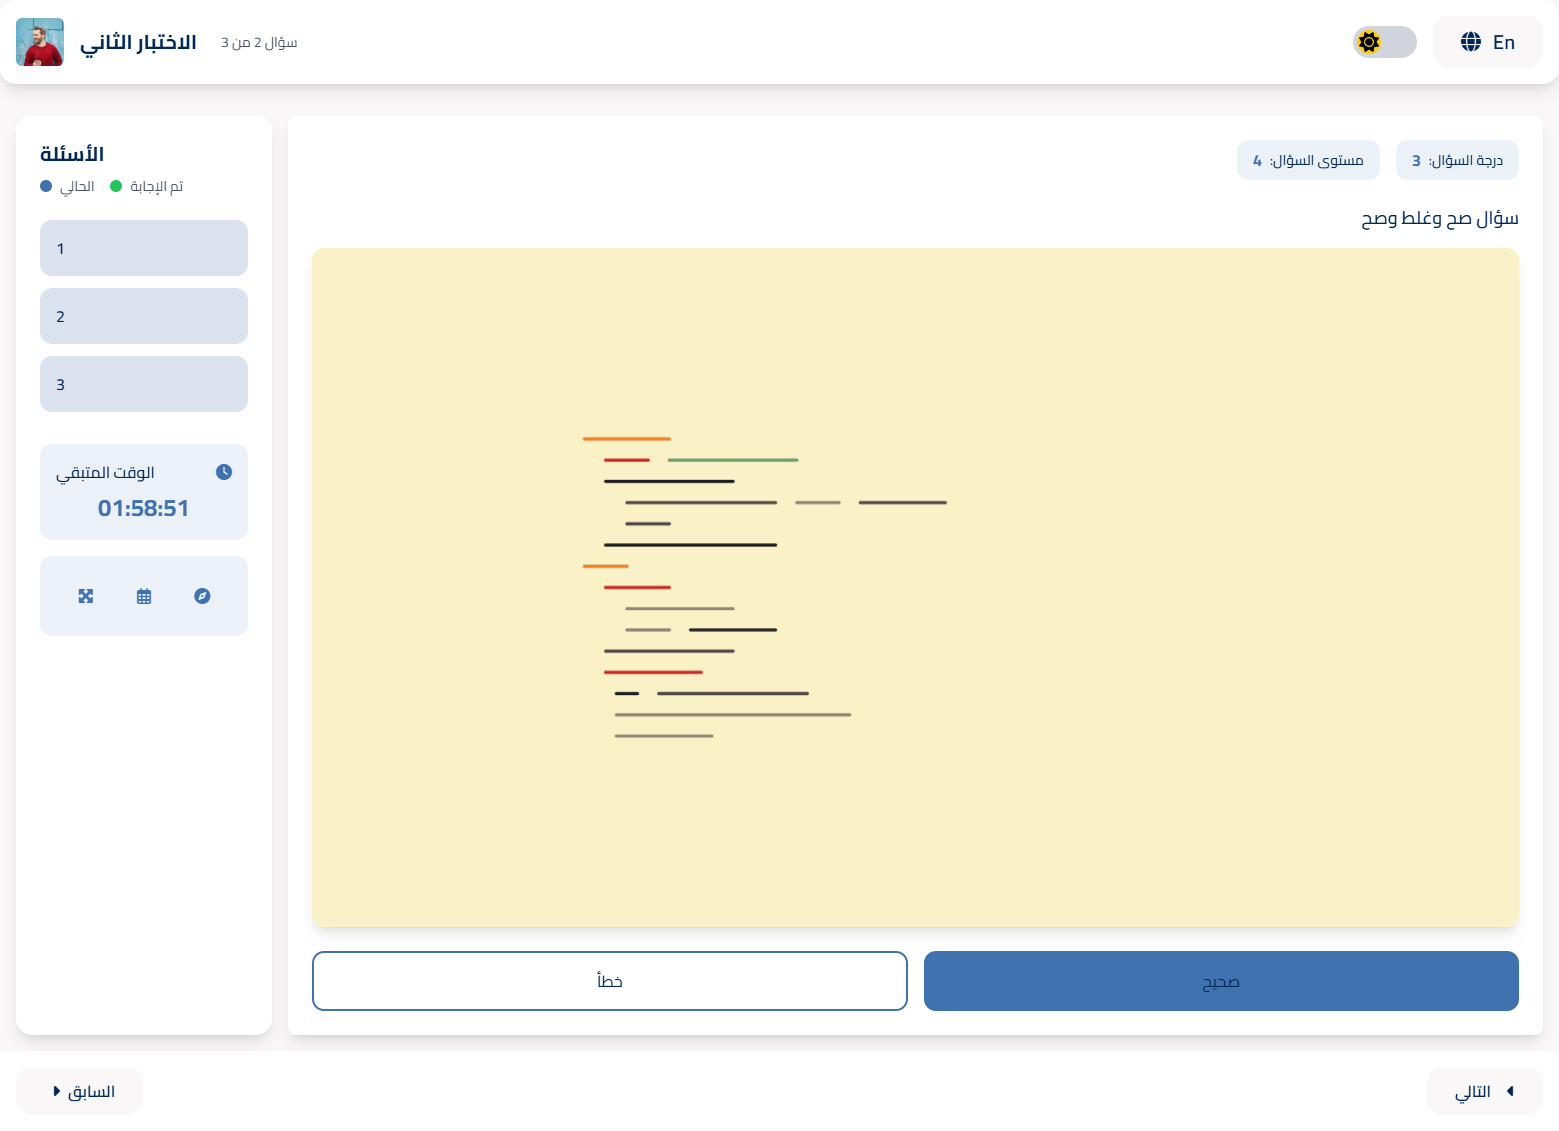 الاختبار الثاني
سؤال 2 من 3
En
الأسئلة
الحالي
تم الإجابة
1
2
3
الوقت المتبقي
01:58:51
درجة السؤال: 3
مستوى السؤال: 4
سؤال صح وغلط وصح
صحيح
خطأ
السابق
التالي